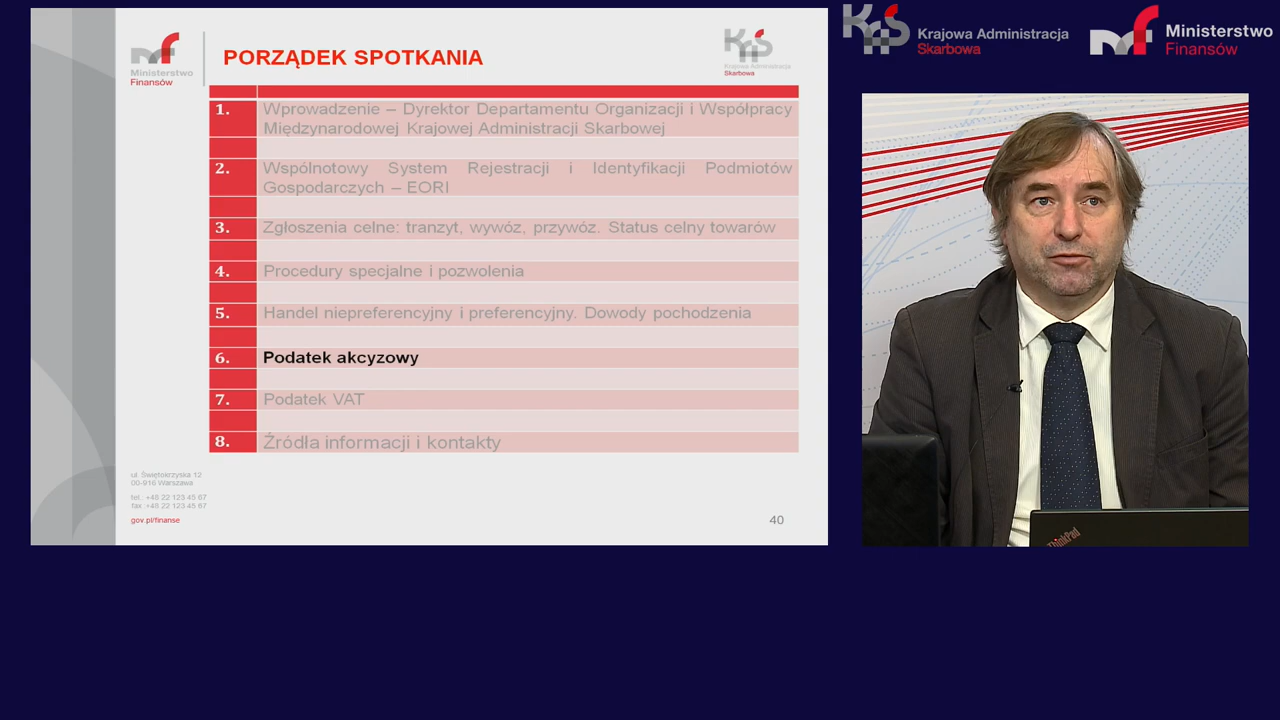 Ministerstwo
Finansów
PORZĄDEK SPOTKANIA
Krajowa Administracja
Skarbowa
1. Wprowadzenie – Dyrektor Departamentu Organizacji i Współpracy
Międzynarodowej Krajowej Administracji Skarbowej
2. Wspólnotowy System Rejestracji i Identyfikacji Podmiotów
Gospodarczych – EORI
3. Zgłoszenia celne: tranzyt, wywóz, przywóz. Status celny towarów
4. Procedury specjalne i pozwolenia
5. Handel niepreferencyjny i preferencyjny. Dowody pochodzenia
6. Podatek akcyzowy
7. Podatek VAT
8. Źródła informacji i kontakty
ul. Świętokrzyska 12
00-916 Warszawa
tel.: +48 22 123 45 67
fax :+48 22 123 45 67
gov.pl/finanse
40
Krajowa Administracja
Skarbowa
Ministerstwo
Finansów
ThinkPad